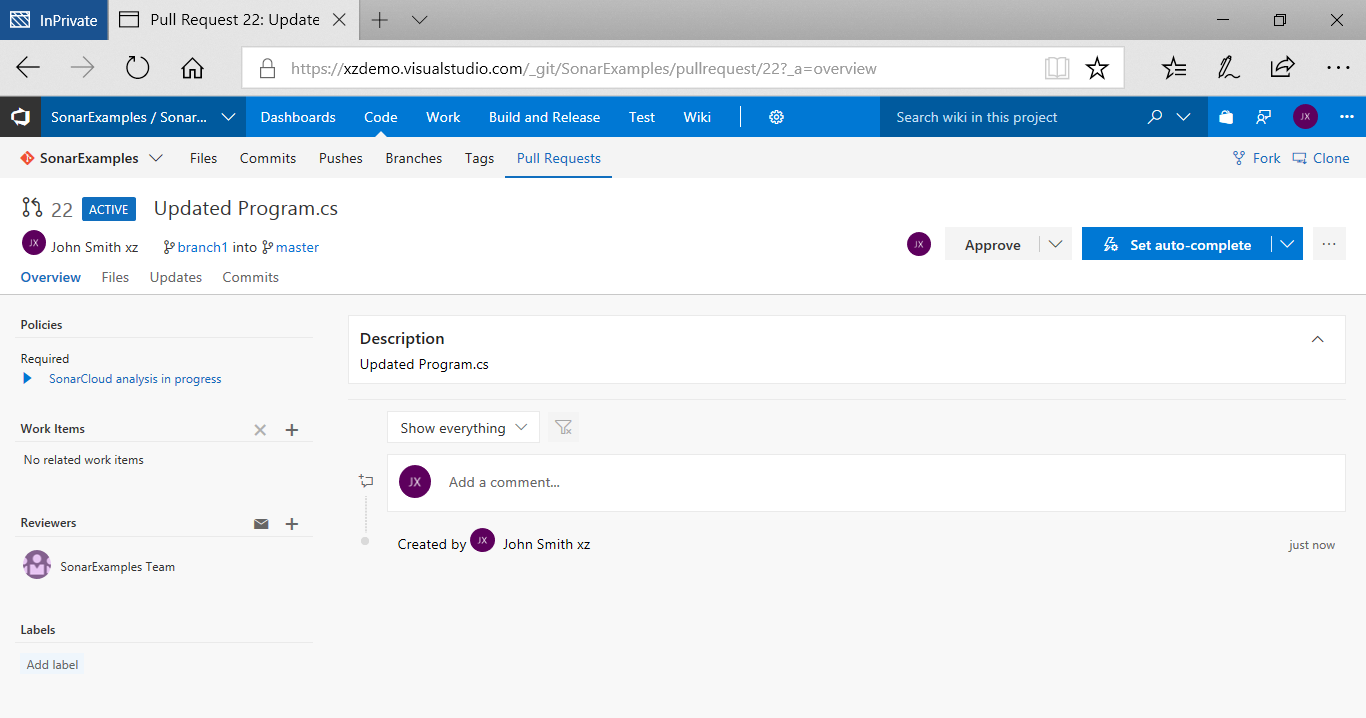 InPrivate Pull Request 22: Update
https://xzdemo.visualstudio.com/_git/SonarExamples/pullrequest/22?_a=overview
SonarExamples / Sonar... Dashboards Code Work Build and Release Test Wiki Search wiki in this project JX
SonarExamples Files Commits Pushes Branches Tags Pull Requests Fork Clone
22 ACTIVE Updated Program.cs
JX John Smith xz branch1 into master JX Approve Set auto-complete
Overview Files Updates Commits
Policies
Required
SonarCloud analysis in progress
Work Items
No related work items
Reviewers
SonarExamples Team
Labels
Add label
Description
Updated Program.cs
Show everything
JX Add a comment...
Created by JX John Smith xz just now